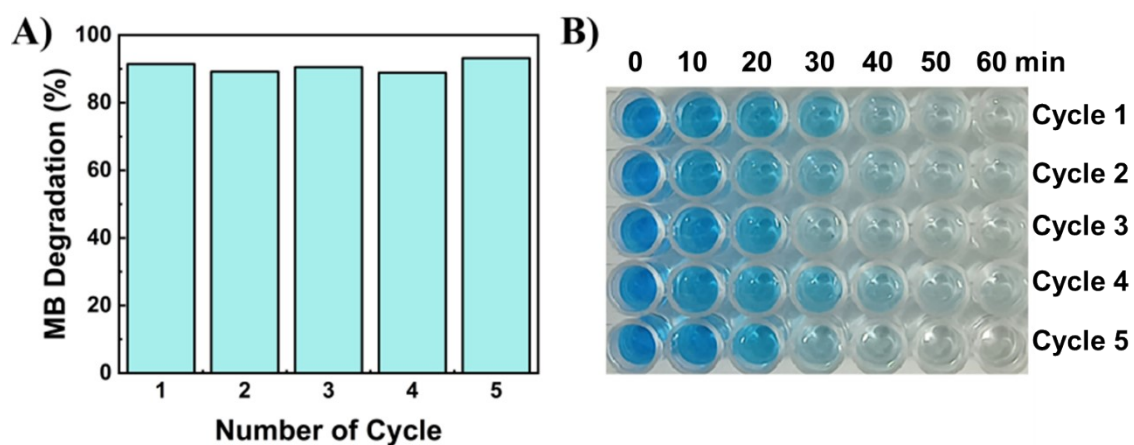 A)
MB Degradation (%)
100
80
60
40
20
0
1 2 3 4 5
Number of Cycle
B)
0 10 20 30 40 50 60 min
Cycle 1
Cycle 2
Cycle 3
Cycle 4
Cycle 5